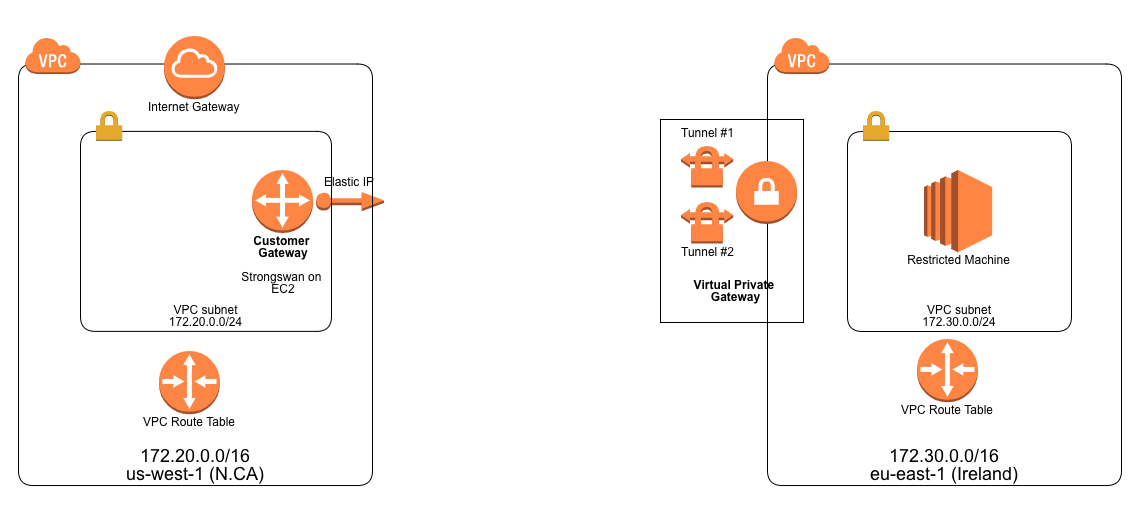 VPC
Internet Gateway
Elastic IP
Customer
Gateway
Strongswan on
EC2
VPC subnet
172.20.0.0/24
VPC Route Table
172.20.0.0/16
us-west-1 (N.CA)
VPC
Tunnel #1
Tunnel #2
Virtual Private
Gateway
Restricted Machine
VPC subnet
172.30.0.0/24
VPC Route Table
172.30.0.0/16
eu-east-1 (Ireland)